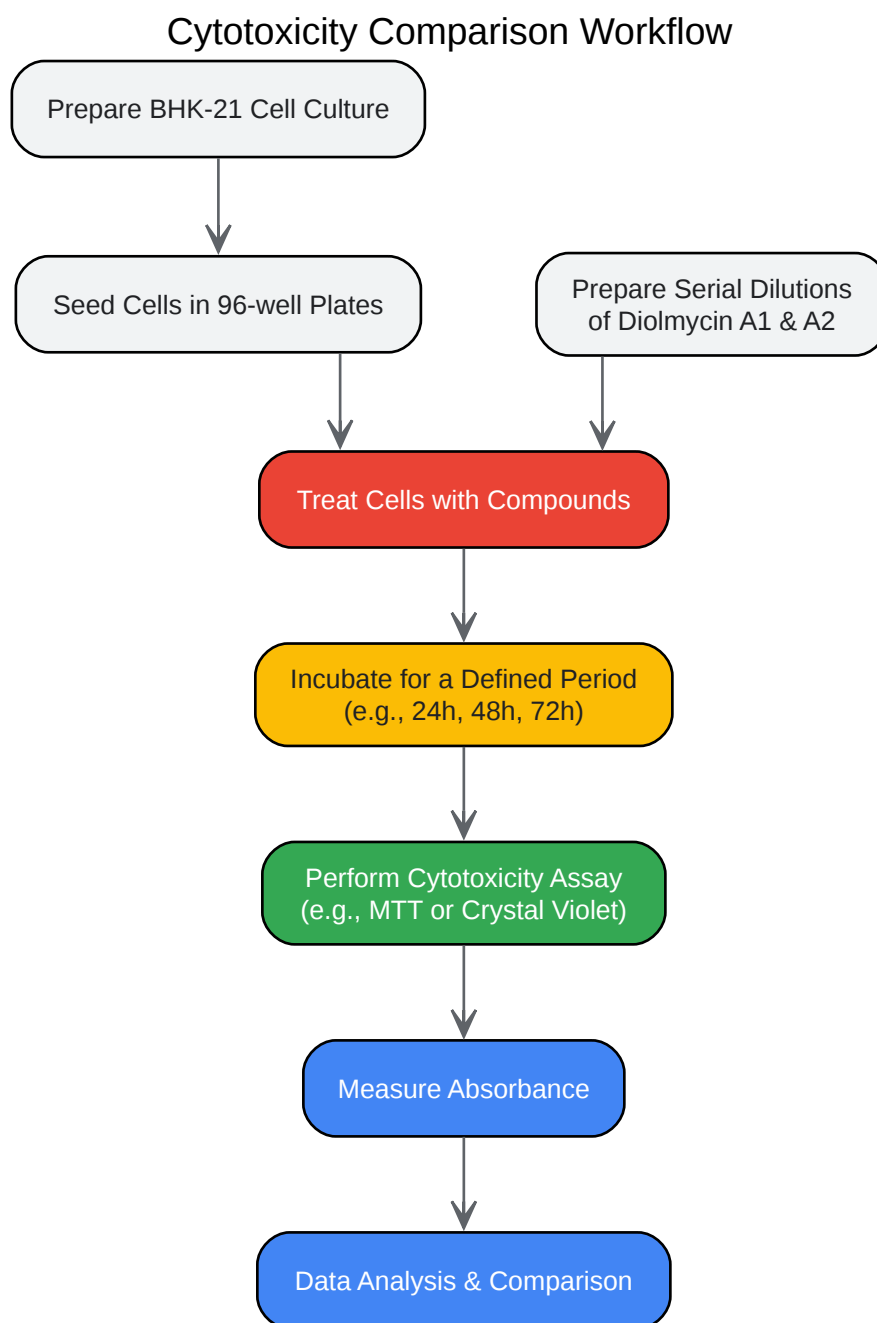 Cytotoxicity Comparison Workflow
Prepare BHK-21 Cell Culture
Seed Cells in 96-well Plates
Prepare Serial Dilutions
of Diolmycin A1 & A2
Treat Cells with Compounds
Incubate for a Defined Period
(e.g., 24h, 48h, 72h)
Perform Cytotoxicity Assay
(e.g., MTT or Crystal Violet)
Measure Absorbance
Data Analysis & Comparison